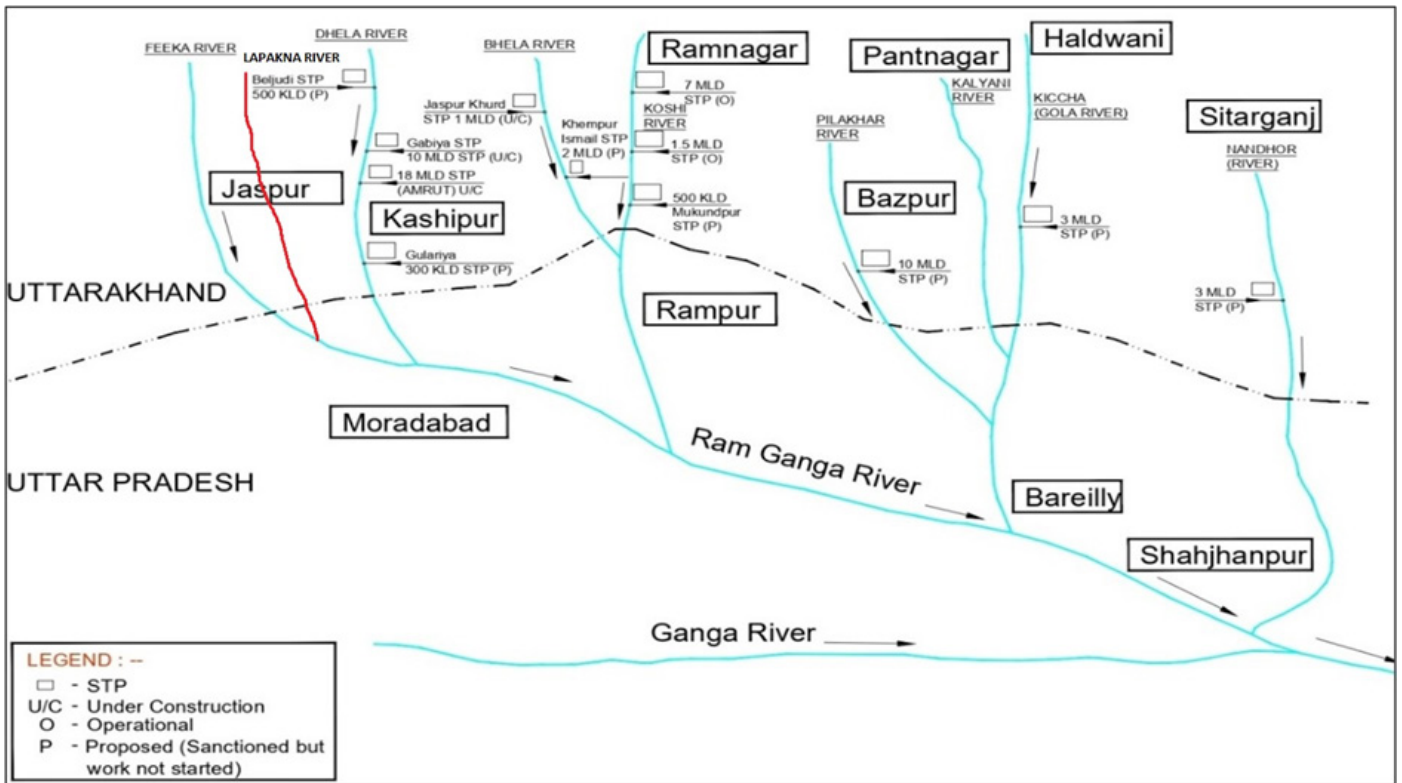 FEEKA RIVER
LAPAKNA RIVER
DHELA RIVER
BHELA RIVER
Ramnagar
Pantnagar
Haldwani
Beljudi STP
500 KLD (P)
Jaspur Khurd
STP 1 MLD (U/C)
7 MLD
STP (O)
KOSHI
RIVER
KALYANI
RIVER
KICCHA
(GOLA RIVER)
Sitarganj
Gabiya STP
10 MLD STP (U/C)
Khempur
Ismail STP
2 MLD (P)
1.5 MLD
STP (O)
PILAKHAR
RIVER
NANDHOR
(RIVER)
Jaspur
18 MLD STP
(AMRUT) U/C
Kashipur
500 KLD
Mukundpur
STP (P)
Bazpur
3 MLD
STP (P)
Gulariya
300 KLD STP (P)
10 MLD
STP (P)
3 MLD
STP (P)
UTTARAKHAND
Rampur
Moradabad
Ram Ganga River
UTTAR PRADESH
Bareilly
Shahjhanpur
Ganga River
LEGEND : --
- STP
U/C - Under Construction
O - Operational
P - Proposed (Sanctioned but
work not started)